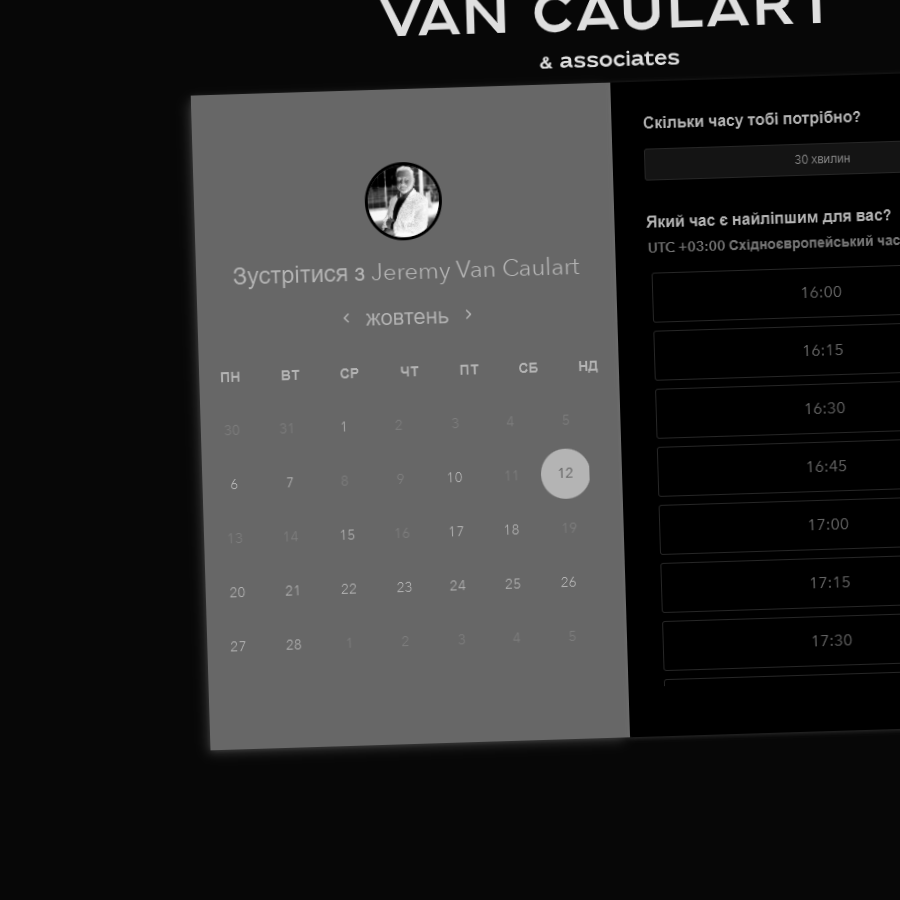 VAN CAULART
& associates
Зустрітися з Jeremy Van Caulart
‹ жовтень ›
ПН ВТ СР ЧТ ПТ СБ НД
30 31 1 2 3 4 5
6 7 8 9 10 11 12
13 14 15 16 17 18 19
20 21 22 23 24 25 26
27 28 1 2 3 4 5
Скільки часу тобі потрібно?
30 хвилин
Який час є найліпшим для вас?
UTC +03:00 Східноєвропейський час
16:00
16:15
16:30
16:45
17:00
17:15
17:30